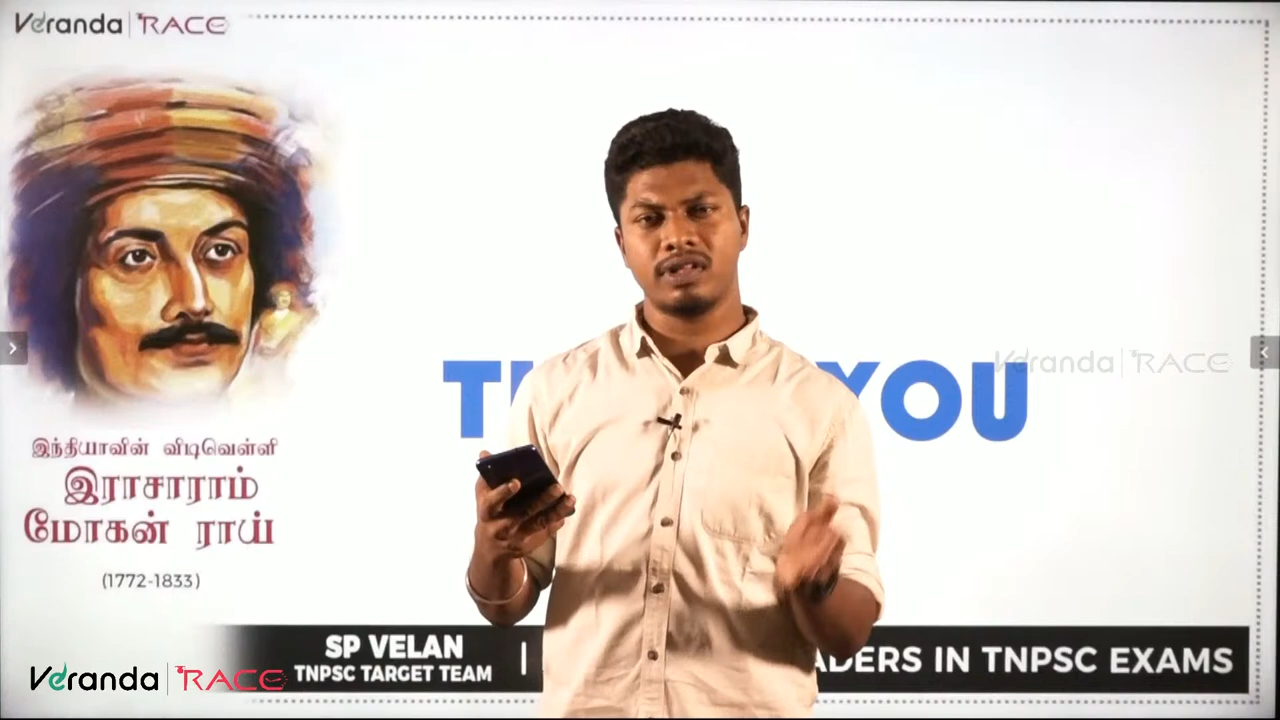 Veranda RACE
இந்தியாவின் விடிவெள்ளி
இராசாராம்
மோகன் ராய்
(1772-1833)
YOU
Veranda RACE
SP VELAN
TNPSC TARGET TEAM
IN TNPSC EXAMS
Veranda RACE